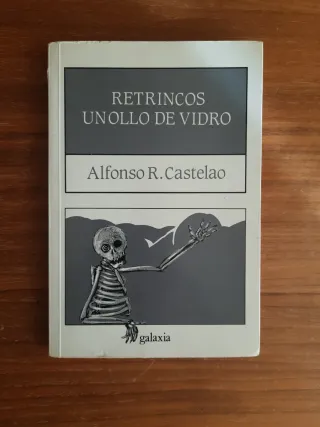 RETRINCOS
UN OLLO DE VIDRO
Alfonso R. Castelao
galaxia